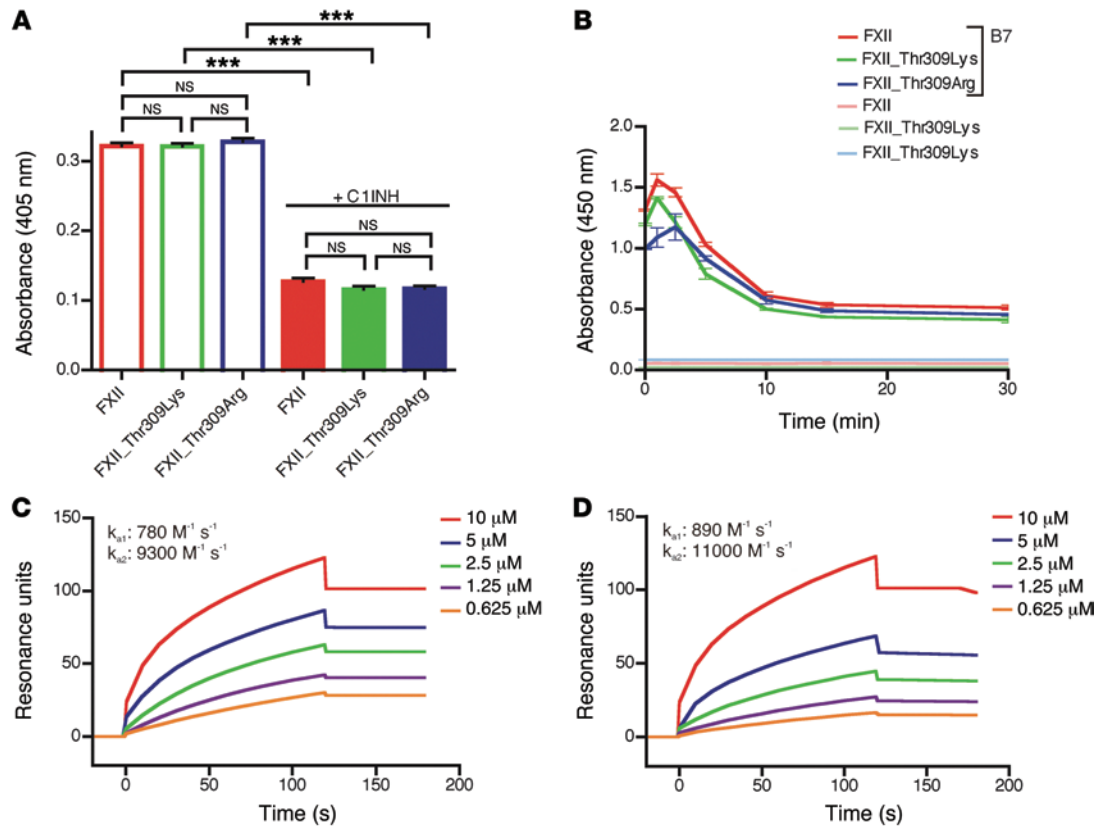 A
***
***
***
NS
NS
NS
+ C1INH
NS
NS
NS
Absorbance (405 nm)
0.3
0.2
0.1
0.0
FXII
FXII_Thr309Lys
FXII_Thr309Arg
FXII
FXII_Thr309Lys
FXII_Thr309Arg
B
FXII
FXII_Thr309Lys
FXII_Thr309Arg
B7
FXII
FXII_Thr309Lys
FXII_Thr309Lys
Absorbance (450 nm)
2.0
1.5
1.0
0.5
0
0
10
20
30
Time (min)
C
kₐ₁: 780 M⁻¹ s⁻¹
kₐ₂: 9300 M⁻¹ s⁻¹
10 μM
5 μM
2.5 μM
1.25 μM
0.625 μM
Resonance units
150
100
50
0
0
50
100
150
200
Time (s)
D
kₐ₁: 890 M⁻¹ s⁻¹
kₐ₂: 11000 M⁻¹ s⁻¹
10 μM
5 μM
2.5 μM
1.25 μM
0.625 μM
Resonance units
150
100
50
0
0
50
100
150
200
Time (s)